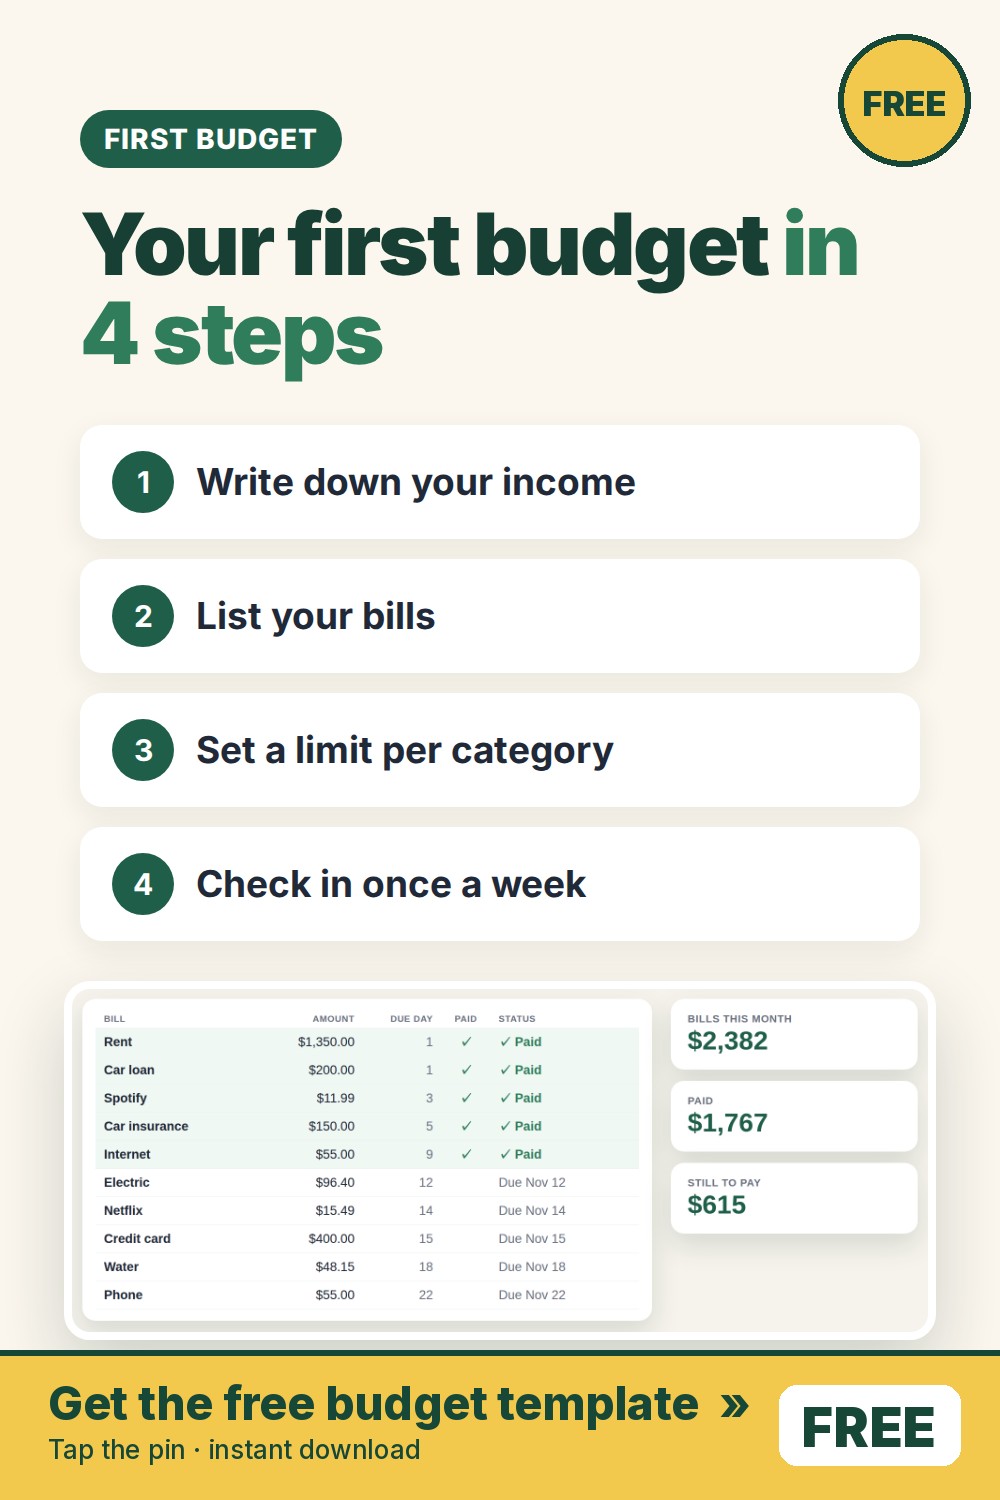 FREE
FIRST BUDGET
Your first budget in
4 steps
1 Write down your income
2 List your bills
3 Set a limit per category
4 Check in once a week
BILL AMOUNT DUE DAY PAID STATUS
Rent $1,350.00 1 ✓ ✓ Paid
Car loan $200.00 1 ✓ ✓ Paid
Spotify $11.99 3 ✓ ✓ Paid
Car insurance $150.00 5 ✓ ✓ Paid
Internet $55.00 9 ✓ ✓ Paid
Electric $96.40 12 Due Nov 12
Netflix $15.49 14 Due Nov 14
Credit card $400.00 15 Due Nov 15
Water $48.15 18 Due Nov 18
Phone $55.00 22 Due Nov 22
BILLS THIS MONTH
$2,382
PAID
$1,767
STILL TO PAY
$615
Get the free budget template »
Tap the pin · instant download
FREE